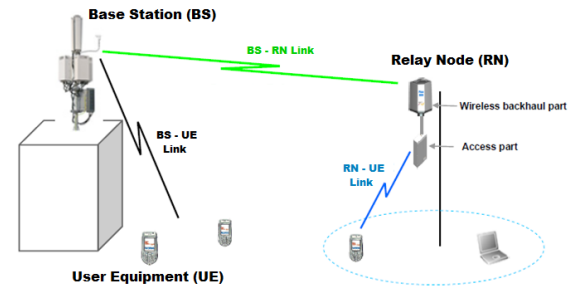 Base Station (BS)
BS - RN Link
Relay Node (RN)
Wireless backhaul part
BS - UE
Link
Access part
RN - UE
Link
User Equipment (UE)